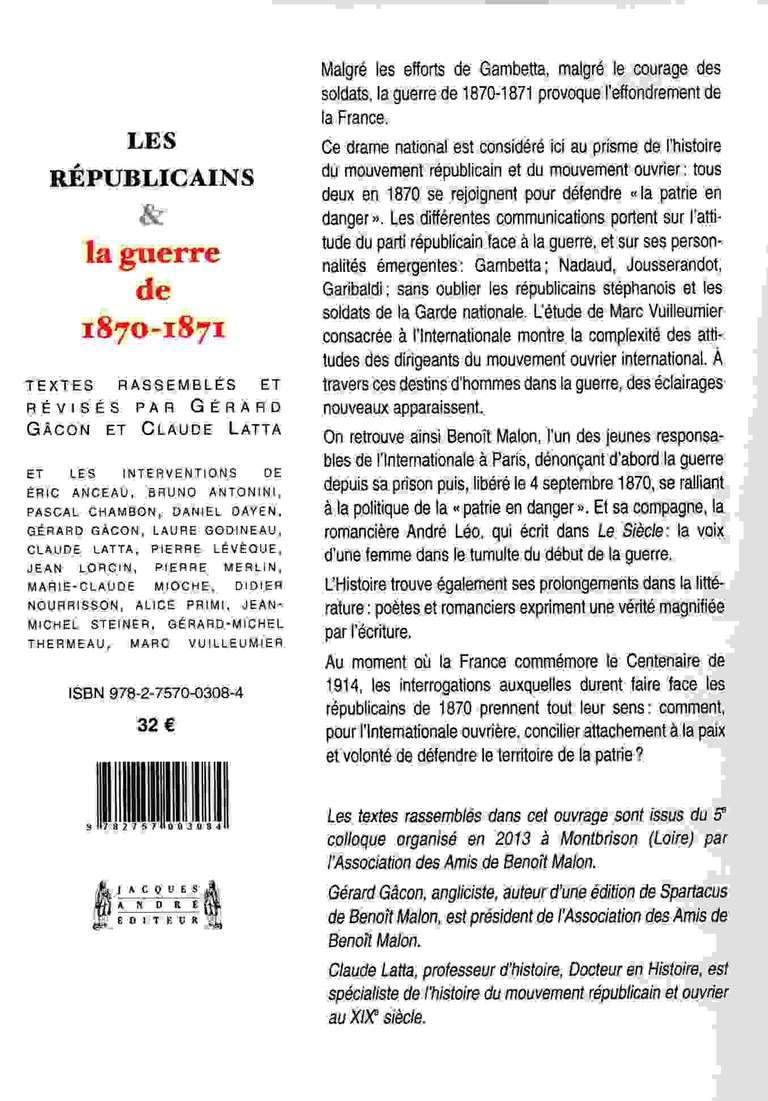 LES
RÉPUBLICAINS
&
la guerre
de
1870-1871
TEXTES RASSEMBLÉS ET
RÉVISÉS PAR GÉRARD
GÂCON ET CLAUDE LATTA
ET LES INTERVENTIONS DE
ÉRIC ANCEAU, BRUNO ANTONINI,
PASCAL CHAMBON, DANIEL DAYEN,
GÉRARD GÂCON, LAURE GODINEAU,
CLAUDE LATTA, PIERRE LÉVÊQUE,
JEAN LORCIN, PIERRE MERLIN,
MARIE-CLAUDE MIOCHE, DIDIER
NOURRISSON, ALICE PRIMI, JEAN-
MICHEL STEINER, GÉRARD-MICHEL
THERMEAU, MARC VUILLEUMIER
ISBN 978-2-7570-0308-4
32 €
9 782757 003084
JACQUES
ANDRÉ
ÉDITEUR
Malgré les efforts de Gambetta, malgré le courage des
soldats, la guerre de 1870-1871 provoque l'effondrement de
la France.
Ce drame national est considéré ici au prisme de l'histoire
du mouvement républicain et du mouvement ouvrier : tous
deux en 1870 se rejoignent pour défendre « la patrie en
danger ». Les différentes communications portent sur l'atti-
tude du parti républicain face à la guerre, et sur ses person-
nalités émergentes : Gambetta ; Nadaud, Jousserandot,
Garibaldi ; sans oublier les républicains stéphanois et les
soldats de la Garde nationale. L'étude de Marc Vuilleumier
consacrée à l'Internationale montre la complexité des atti-
tudes des dirigeants du mouvement ouvrier international. À
travers ces destins d'hommes dans la guerre, des éclairages
nouveaux apparaissent.
On retrouve ainsi Benoît Malon, l'un des jeunes responsa-
bles de l'Internationale à Paris, dénonçant d'abord la guerre
depuis sa prison puis, libéré le 4 septembre 1870, se ralliant
à la politique de la « patrie en danger ». Et sa compagne, la
romancière André Léo, qui écrit dans Le Siècle : la voix
d'une femme dans le tumulte du début de la guerre.
L'Histoire trouve également ses prolongements dans la litté-
rature : poètes et romanciers expriment une vérité magnifiée
par l'écriture.
Au moment où la France commémore le Centenaire de
1914, les interrogations auxquelles durent faire face les
républicains de 1870 prennent tout leur sens : comment,
pour l'Internationale ouvrière, concilier attachement à la paix
et volonté de défendre le territoire de la patrie ?
Les textes rassemblés dans cet ouvrage sont issus du 5e
colloque organisé en 2013 à Montbrison (Loire) par
l'Association des Amis de Benoît Malon.
Gérard Gâcon, angliciste, auteur d'une édition de Spartacus
de Benoît Malon, est président de l'Association des Amis de
Benoît Malon.
Claude Latta, professeur d'histoire, Docteur en Histoire, est
spécialiste de l'histoire du mouvement républicain et ouvrier
au XIXe siècle.